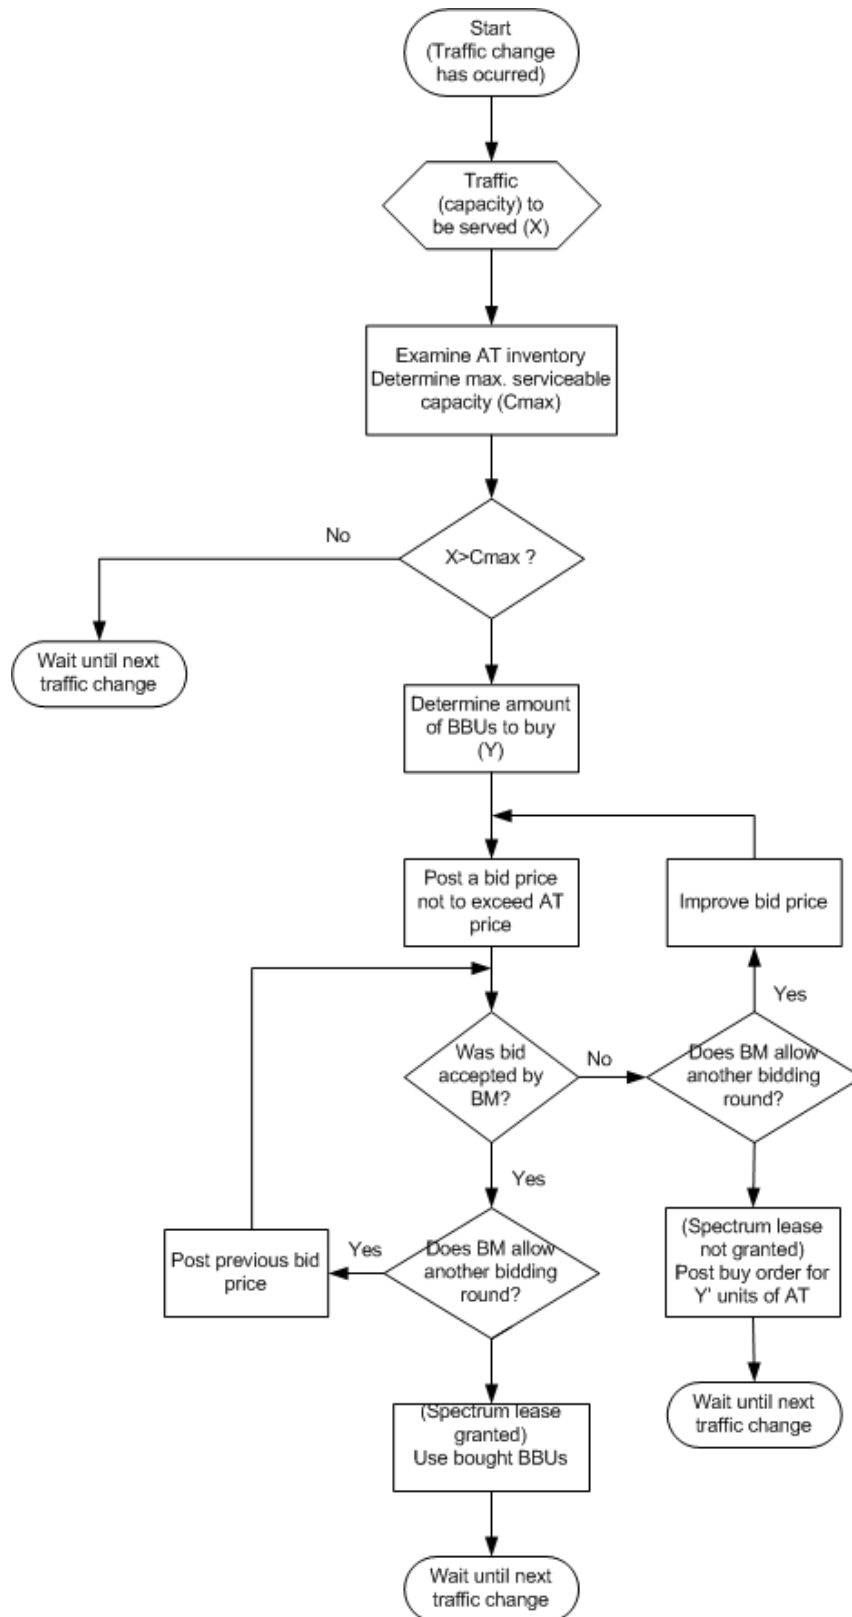 Start
(Traffic change
has ocurred)
Traffic
(capacity) to
be served (X)
Examine AT inventory
Determine max. serviceable
capacity (Cmax)
No
X>Cmax ?
Wait until next
traffic change
Determine amount
of BBUs to buy
(Y)
Post a bid price
not to exceed AT
price
Improve bid price
Yes
Was bid
accepted by
BM?
No
Does BM allow
another bidding
round?
Yes
Post previous bid
price
Yes
Does BM allow
another bidding
round?
(Spectrum lease
not granted)
Post buy order for
Y' units of AT
Wait until next
traffic change
(Spectrum lease
granted)
Use bought BBUs
Wait until next
traffic change